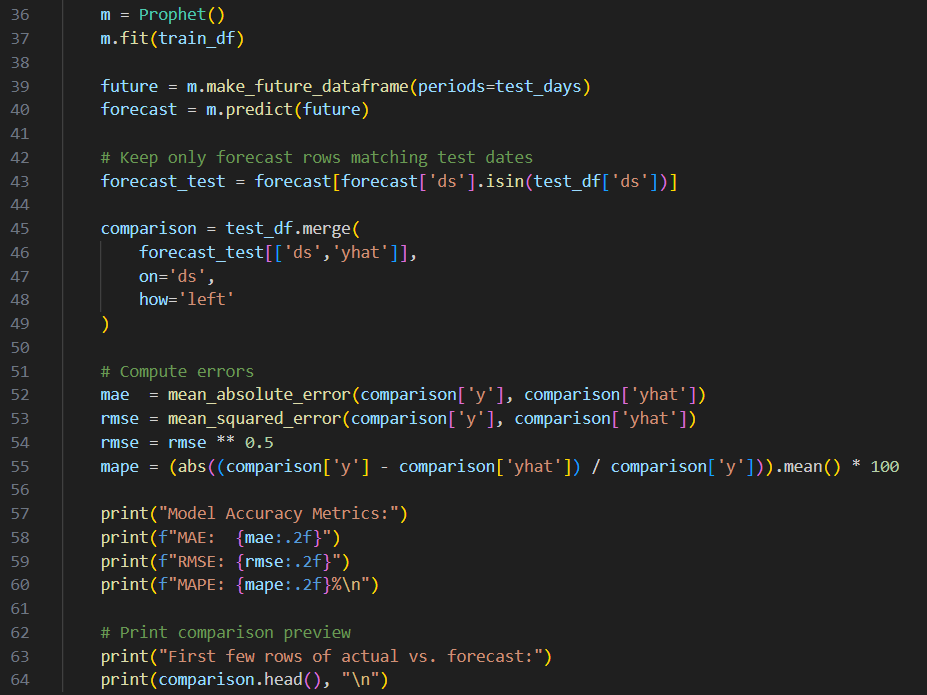 36 m = Prophet()
37 m.fit(train_df)
38
39 future = m.make_future_dataframe(periods=test_days)
40 forecast = m.predict(future)
41
42 # Keep only forecast rows matching test dates
43 forecast_test = forecast[forecast['ds'].isin(test_df['ds'])]
44
45 comparison = test_df.merge(
46     forecast_test[['ds','yhat']],
47     on='ds',
48     how='left'
49 )
50
51 # Compute errors
52 mae  = mean_absolute_error(comparison['y'], comparison['yhat'])
53 rmse = mean_squared_error(comparison['y'], comparison['yhat'])
54 rmse = rmse ** 0.5
55 mape = (abs((comparison['y'] - comparison['yhat']) / comparison['y'])).mean() * 100
56
57 print("Model Accuracy Metrics:")
58 print(f"MAE:  {mae:.2f}")
59 print(f"RMSE: {rmse:.2f}")
60 print(f"MAPE: {mape:.2f}%\n")
61
62 # Print comparison preview
63 print("First few rows of actual vs. forecast:")
64 print(comparison.head(), "\n")